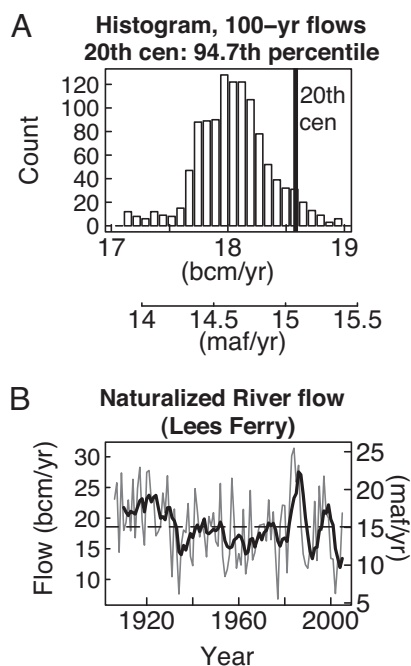 A
Histogram, 100–yr flows
20th cen: 94.7th percentile
Count
120
100
80
60
40
20
0
20th
cen
17 18 19
(bcm/yr)
14 14.5 15 15.5
(maf/yr)
B
Naturalized River flow
(Lees Ferry)
Flow (bcm/yr)
30
25
20
15
10
25
20
15
10
5
(maf/yr)
1920 1960 2000
Year